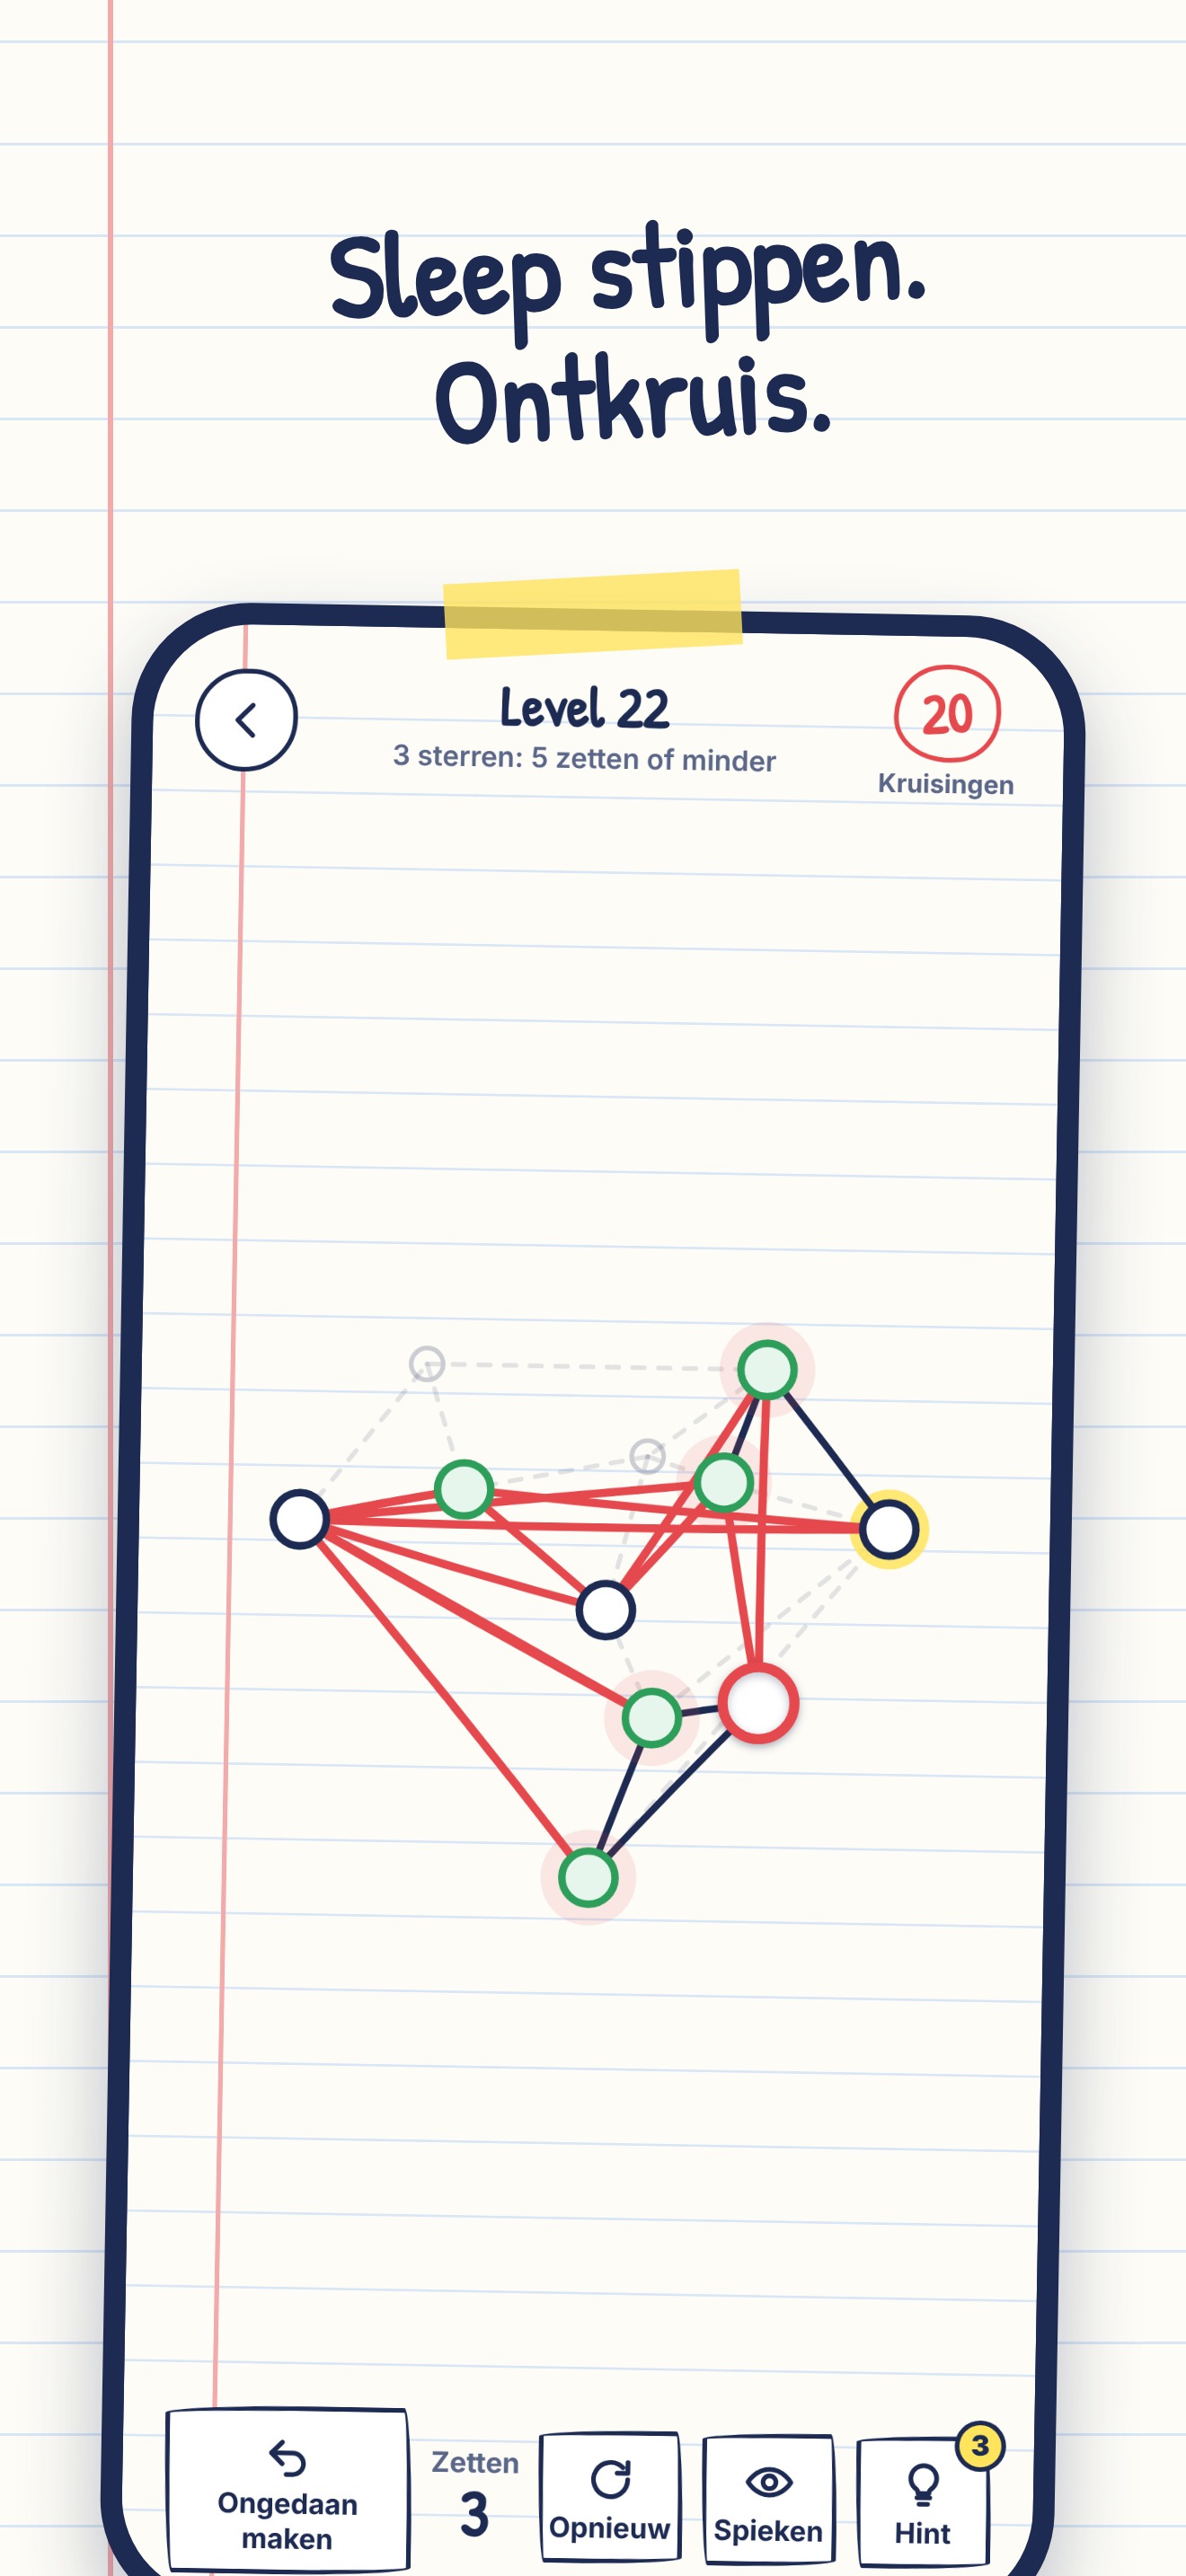 Sleep stippen.
Ontkruis.
Level 22
3 sterren: 5 zetten of minder
20
Kruisingen
Ongedaan
maken
Zetten
3
Opnieuw
Spieken
3
Hint